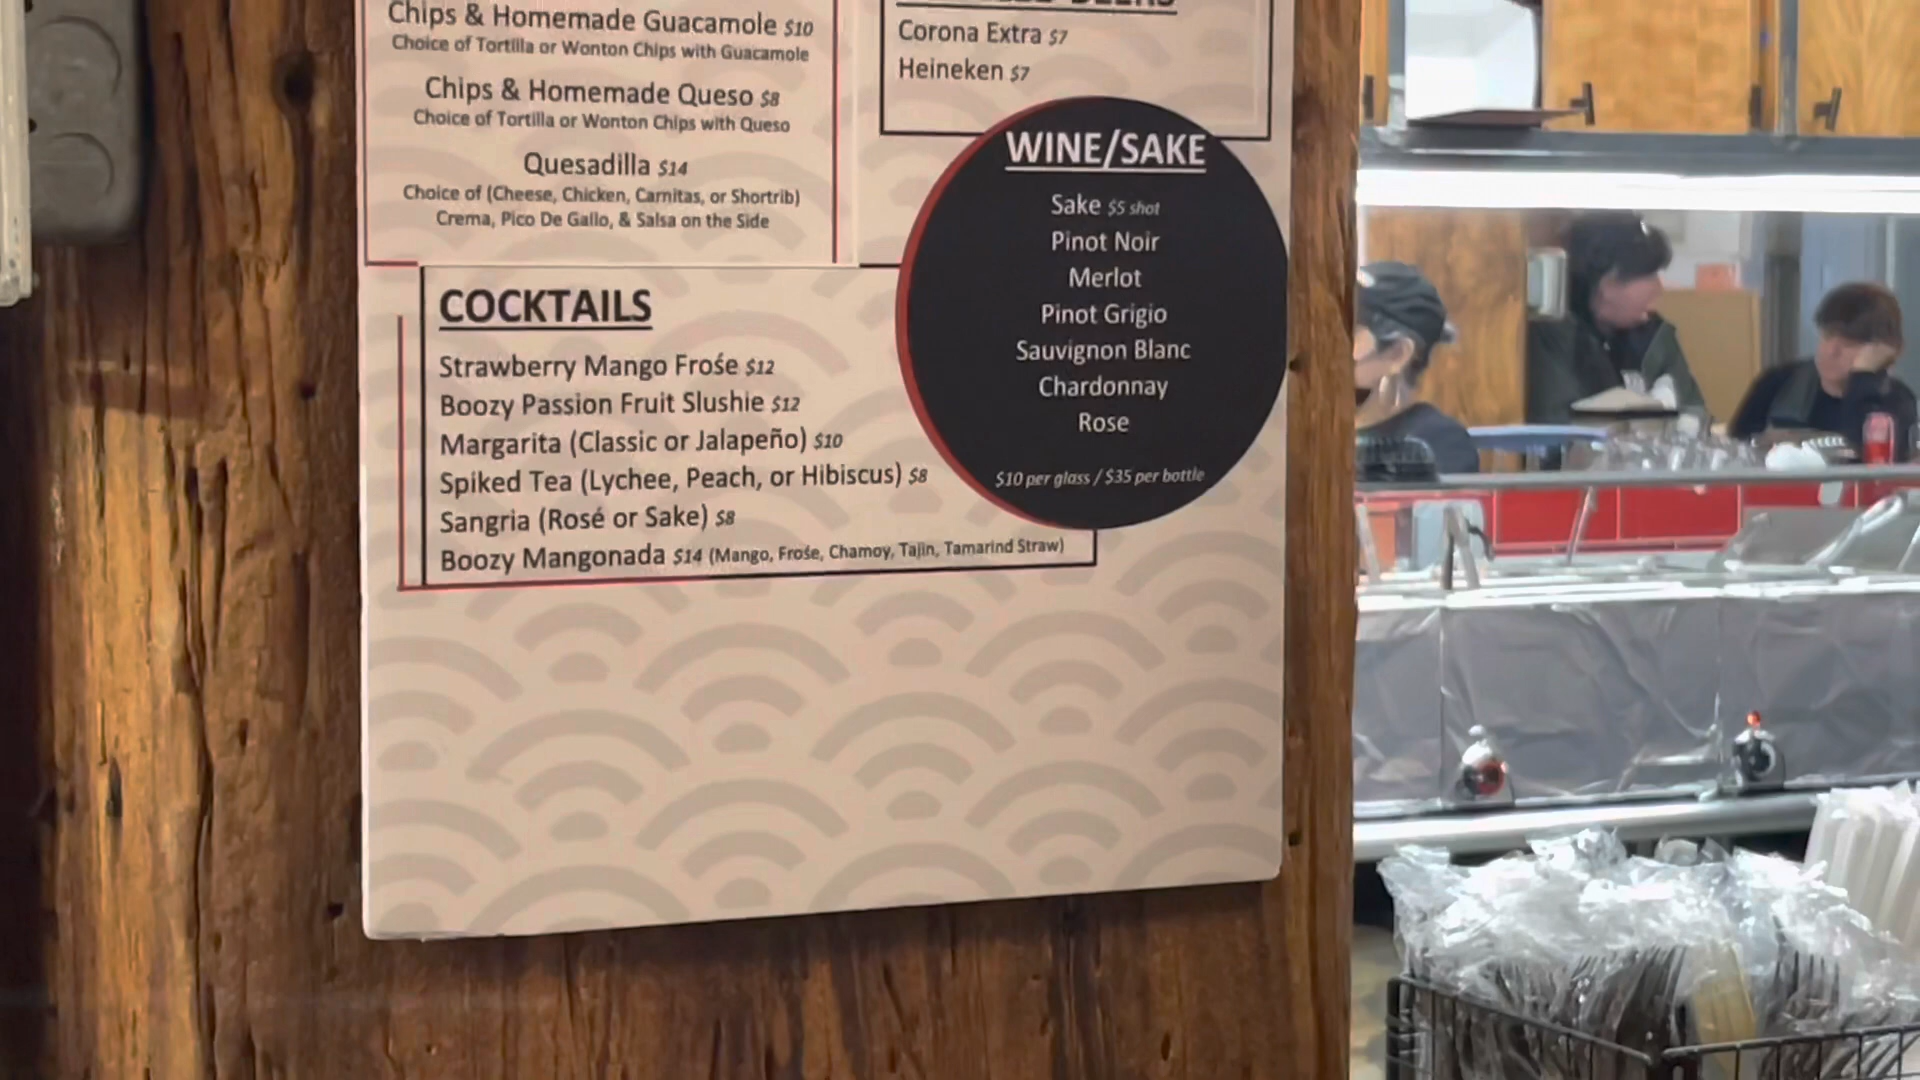 Chips & Homemade Guacamole $10
Choice of Tortilla or Wonton Chips with Guacamole
Chips & Homemade Queso $8
Choice of Tortilla or Wonton Chips with Queso
Quesadilla $14
Choice of (Cheese, Chicken, Carnitas, or Shortrib)
Crema, Pico De Gallo, & Salsa on the Side
Corona Extra $7
Heineken $7
WINE/SAKE
Sake $5 shot
Pinot Noir
Merlot
Pinot Grigio
Sauvignon Blanc
Chardonnay
Rose
$10 per glass / $35 per bottle
COCKTAILS
Strawberry Mango Frośe $12
Boozy Passion Fruit Slushie $12
Margarita (Classic or Jalapeño) $10
Spiked Tea (Lychee, Peach, or Hibiscus) $8
Sangria (Rosé or Sake) $8
Boozy Mangonada $14 (Mango, Frośe, Chamoy, Tajin, Tamarind Straw)